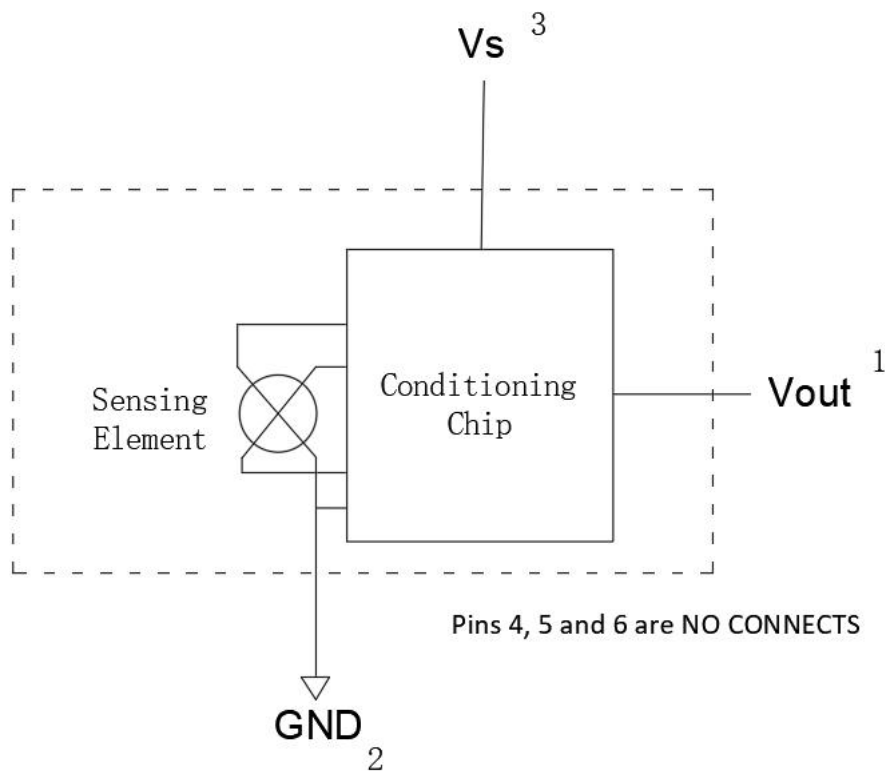 Vs 3
Sensing
Element
Conditioning
Chip
Vout 1
Pins 4, 5 and 6 are NO CONNECTS
GND 2